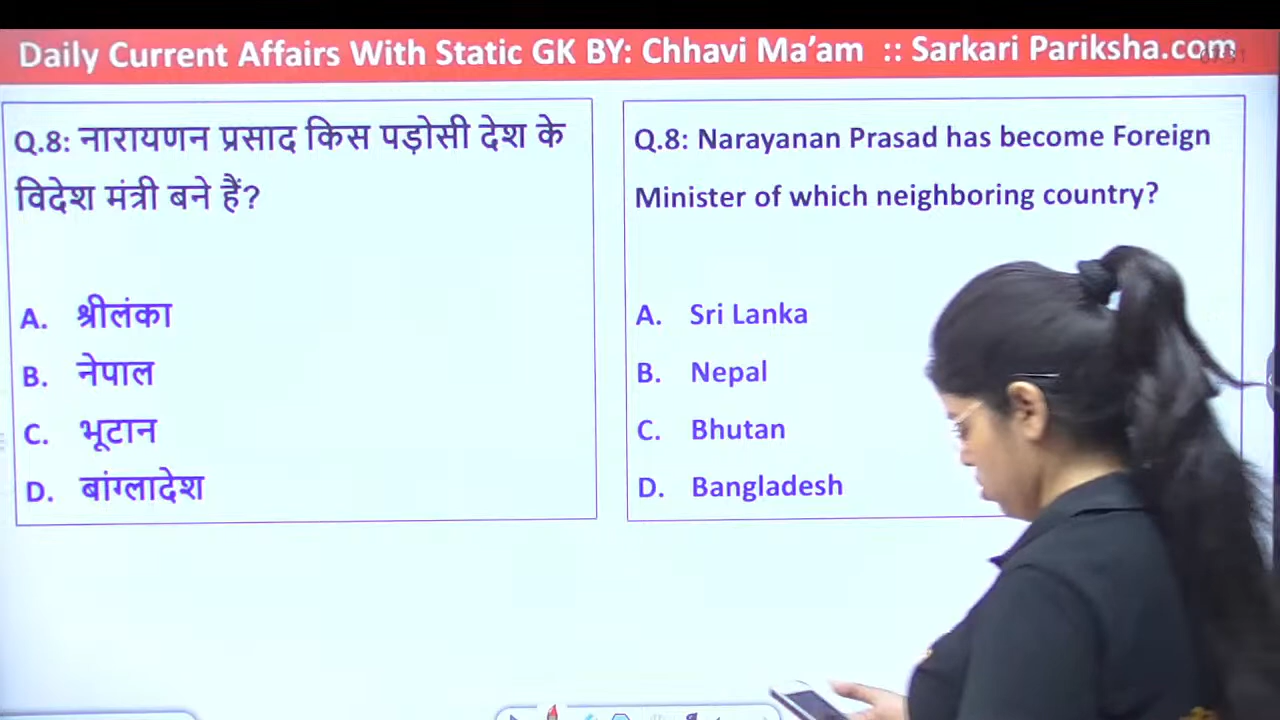 Daily Current Affairs With Static GK BY: Chhavi Ma’am :: Sarkari Pariksha.com
Q.8: नारायणन प्रसाद किस पड़ोसी देश के
विदेश मंत्री बने हैं?
A. श्रीलंका
B. नेपाल
C. भूटान
D. बांग्लादेश
Q.8: Narayanan Prasad has become Foreign
Minister of which neighboring country?
A. Sri Lanka
B. Nepal
C. Bhutan
D. Bangladesh